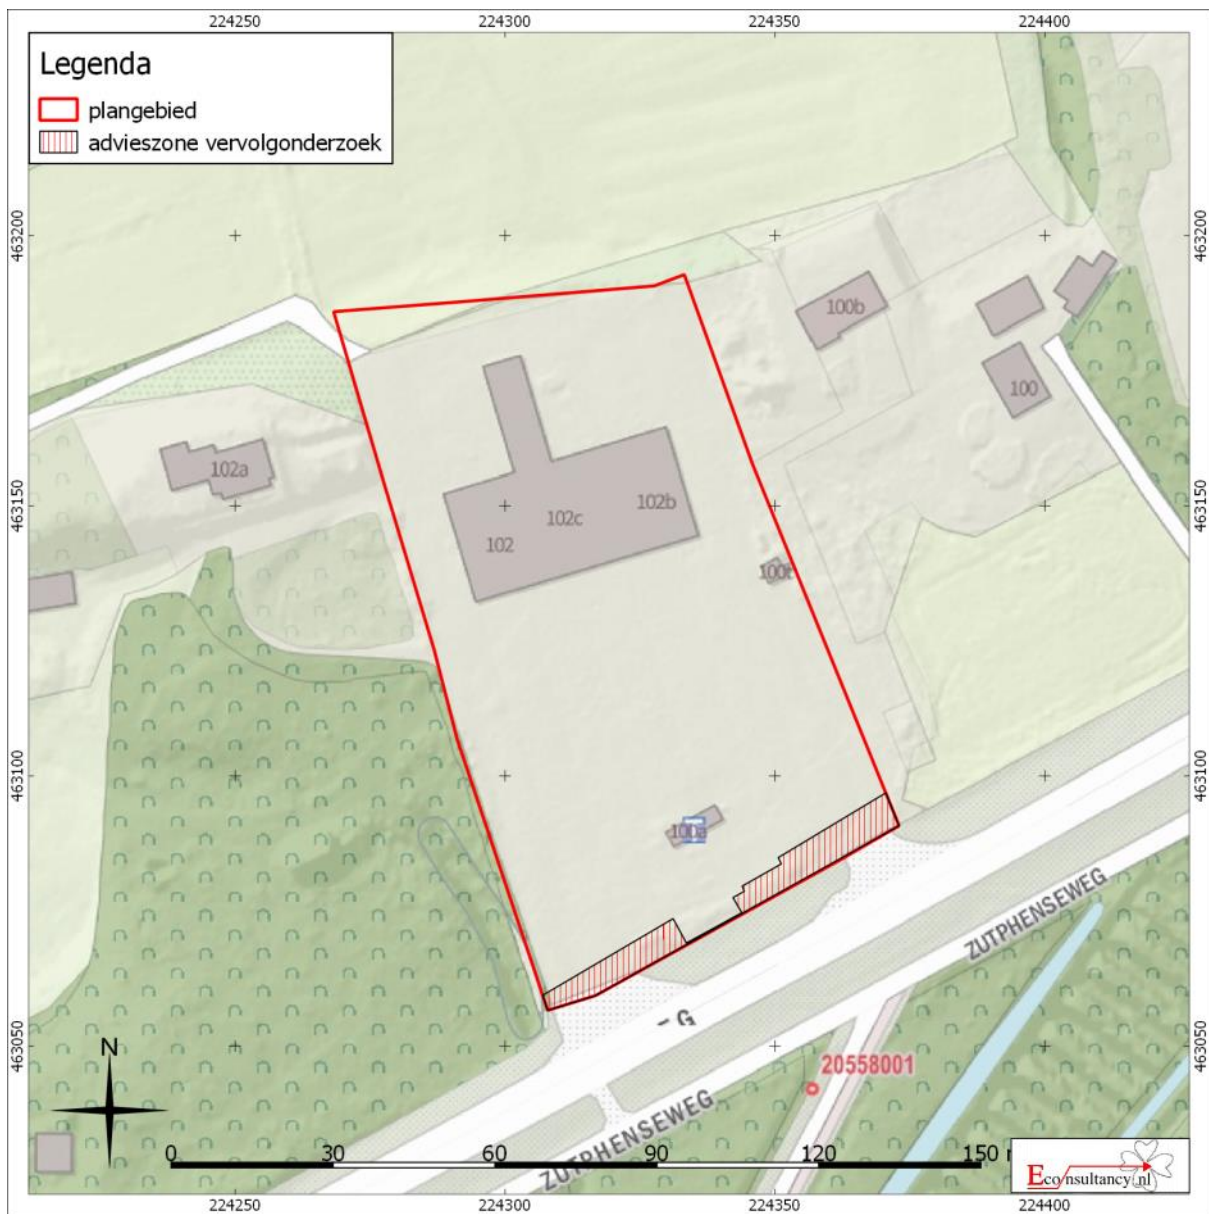 224250 224300 224350 224400
Legenda
plangebied
advieszone vervolgonderzoek
463200 463200
100b
100
102a
463150 463150
102b
102c
102
463100 463100
100a
ZUTPHENSEWEG
G
463050 463050
N
20558001
ZUTPHENSEWEG
0 30 60 90 120 150
Econsultancy.nl
224250 224300 224350 224400